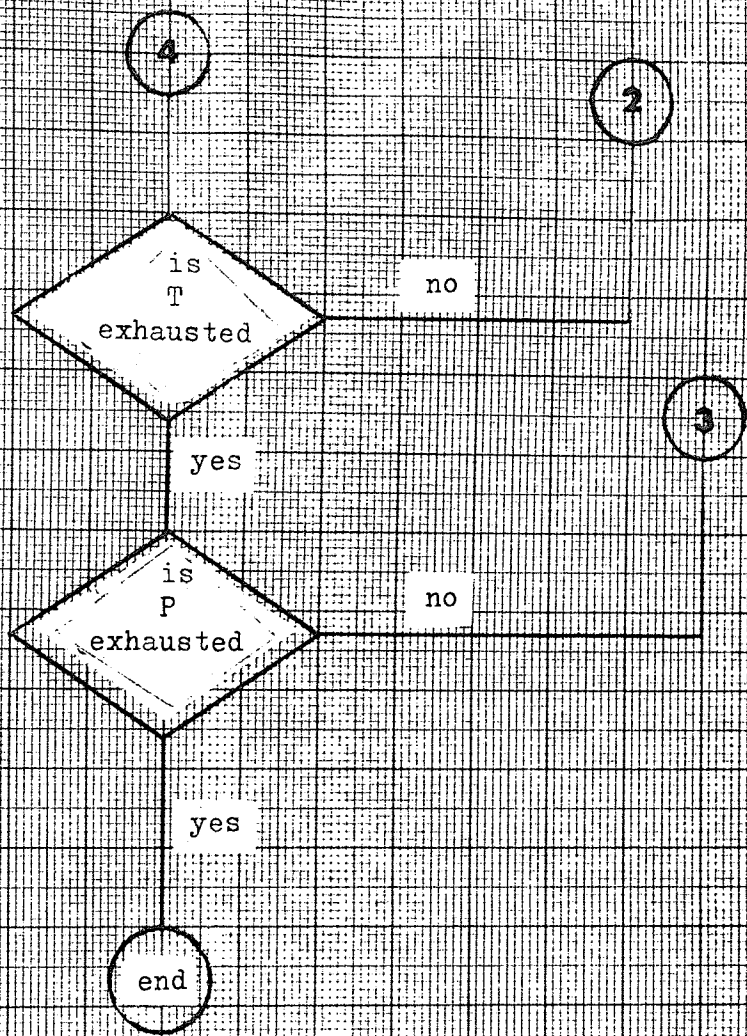 4
2
is
T
exhausted
no
3
yes
is
P
exhausted
no
yes
end